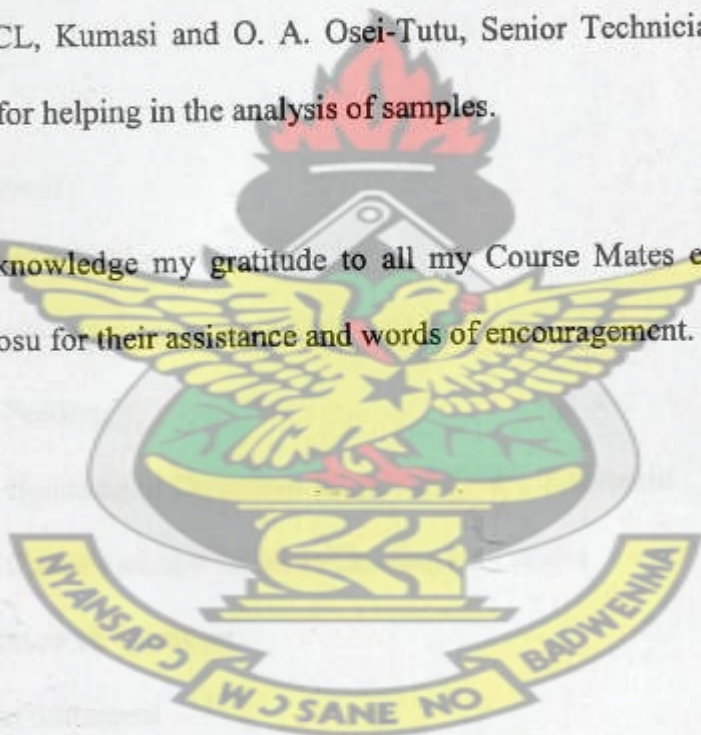 CL, Kumasi and O. A. Osei-Tutu, Senior Technicia
for helping in the analysis of samples.
knowledge my gratitude to all my Course Mates e
osu for their assistance and words of encouragement.
NYANSAPƆ WƆSANE NO BADWENMA